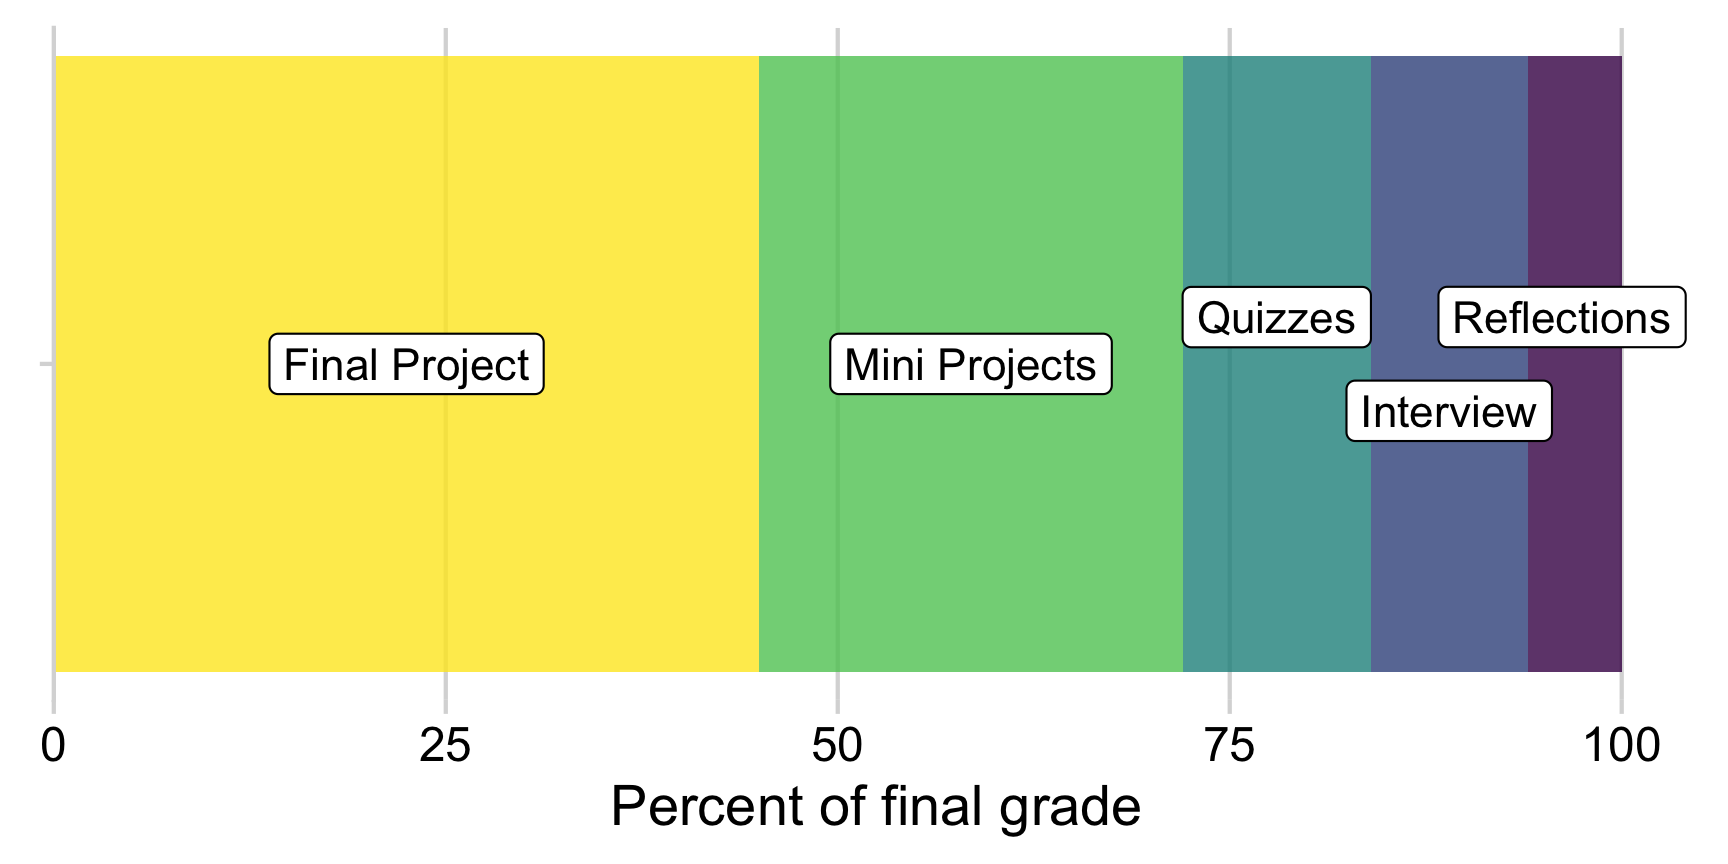 Quizzes
Reflections
Final Project
Mini Projects
Interview
0
25
50
75
100
Percent of final grade